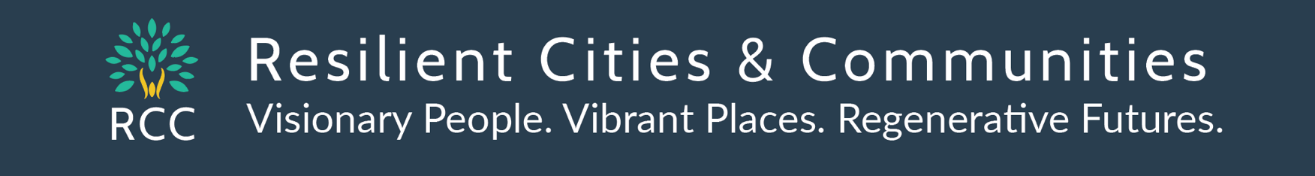 Resilient Cities & Communities
RCC
Visionary People. Vibrant Places. Regenerative Futures.